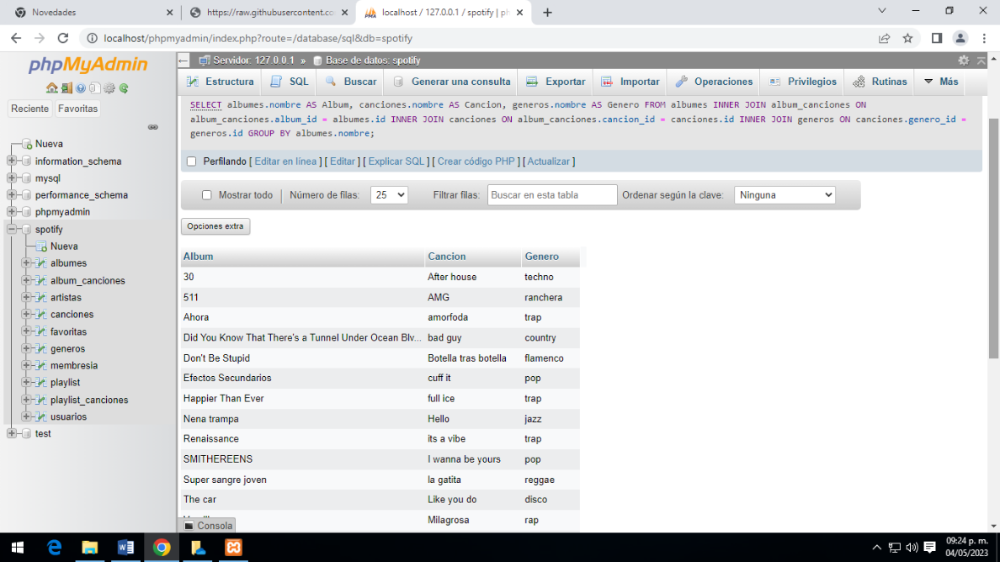 Novedades
https://raw.githubusercontent.co
localhost / 127.0.0.1 / spotify | ph
localhost/phpmyadmin/index.php?route=/database/sql&db=spotify
phpMyAdmin
Reciente Favoritas
Nueva
information_schema
mysql
performance_schema
phpmyadmin
spotify
Nueva
albumes
album_canciones
artistas
canciones
favoritas
generos
membresia
playlist
playlist_canciones
usuarios
test
Servidor: 127.0.0.1 » Base de datos: spotify
Estructura SQL Buscar Generar una consulta Exportar Importar Operaciones Privilegios Rutinas Más
SELECT albumes.nombre AS Album, canciones.nombre AS Cancion, generos.nombre AS Genero FROM albumes INNER JOIN album_canciones ON
album_canciones.album_id = albumes.id INNER JOIN canciones ON album_canciones.cancion_id = canciones.id INNER JOIN generos ON canciones.genero_id =
generos.id GROUP BY albumes.nombre;
Perfilando [ Editar en línea ] [ Editar ] [ Explicar SQL ] [ Crear código PHP ] [ Actualizar ]
Mostrar todo Número de filas: 25 Filtrar filas: Buscar en esta tabla Ordenar según la clave: Ninguna
Opciones extra
Album Cancion Genero
30 After house techno
511 AMG ranchera
Ahora amorfoda trap
Did You Know That There's a Tunnel Under Ocean Blv... bad guy country
Don't Be Stupid Botella tras botella flamenco
Efectos Secundarios cuff it pop
Happier Than Ever full ice trap
Nena trampa Hello jazz
Renaissance its a vibe trap
SMITHEREENS I wanna be yours pop
Super sangre joven la gatita reggae
The car Like you do disco
Milagrosa rap
Consola
09:24 p. m.
04/05/2023